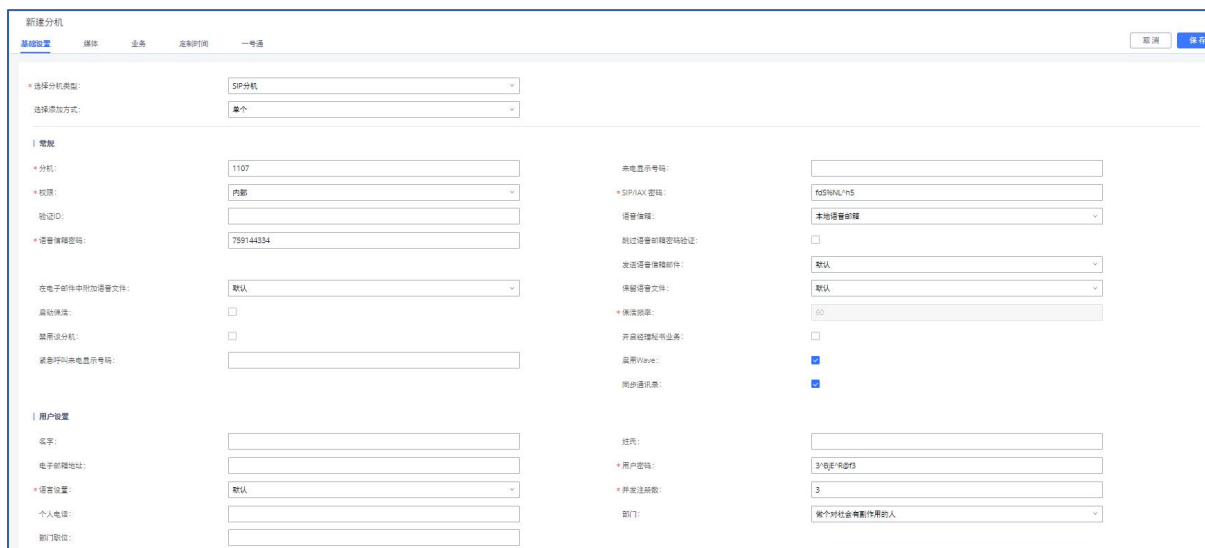 新建分机
基础设置 媒体 业务 定制时间 一号通 取消 保存
* 选择分机类型: SIP分机
选择添加方式: 单个
常规
* 分机: 1107 来电显示号码:
* 权限: 内部 * SIP/IAX 密码: fdS%NL^h5
验证ID: 语音信箱: 本地语音邮箱
* 语音信箱密码: 759144334 跳过语音邮箱密码验证:
发送语音信箱邮件: 默认
在电子邮件中附加语音文件: 默认 保留语音文件: 默认
启动保活: * 保活频率: 60
禁用该分机: 开启经理秘书业务:
紧急呼叫来电显示号码: 启用Wave:
同步通讯录:
用户设置
名字: 姓氏:
电子邮箱地址: * 用户密码: 3^BjE^R@f3
* 语言设置: 默认 * 并发注册数: 3
个人电话: 部门: 做个对社会有副作用的人
部门职位: